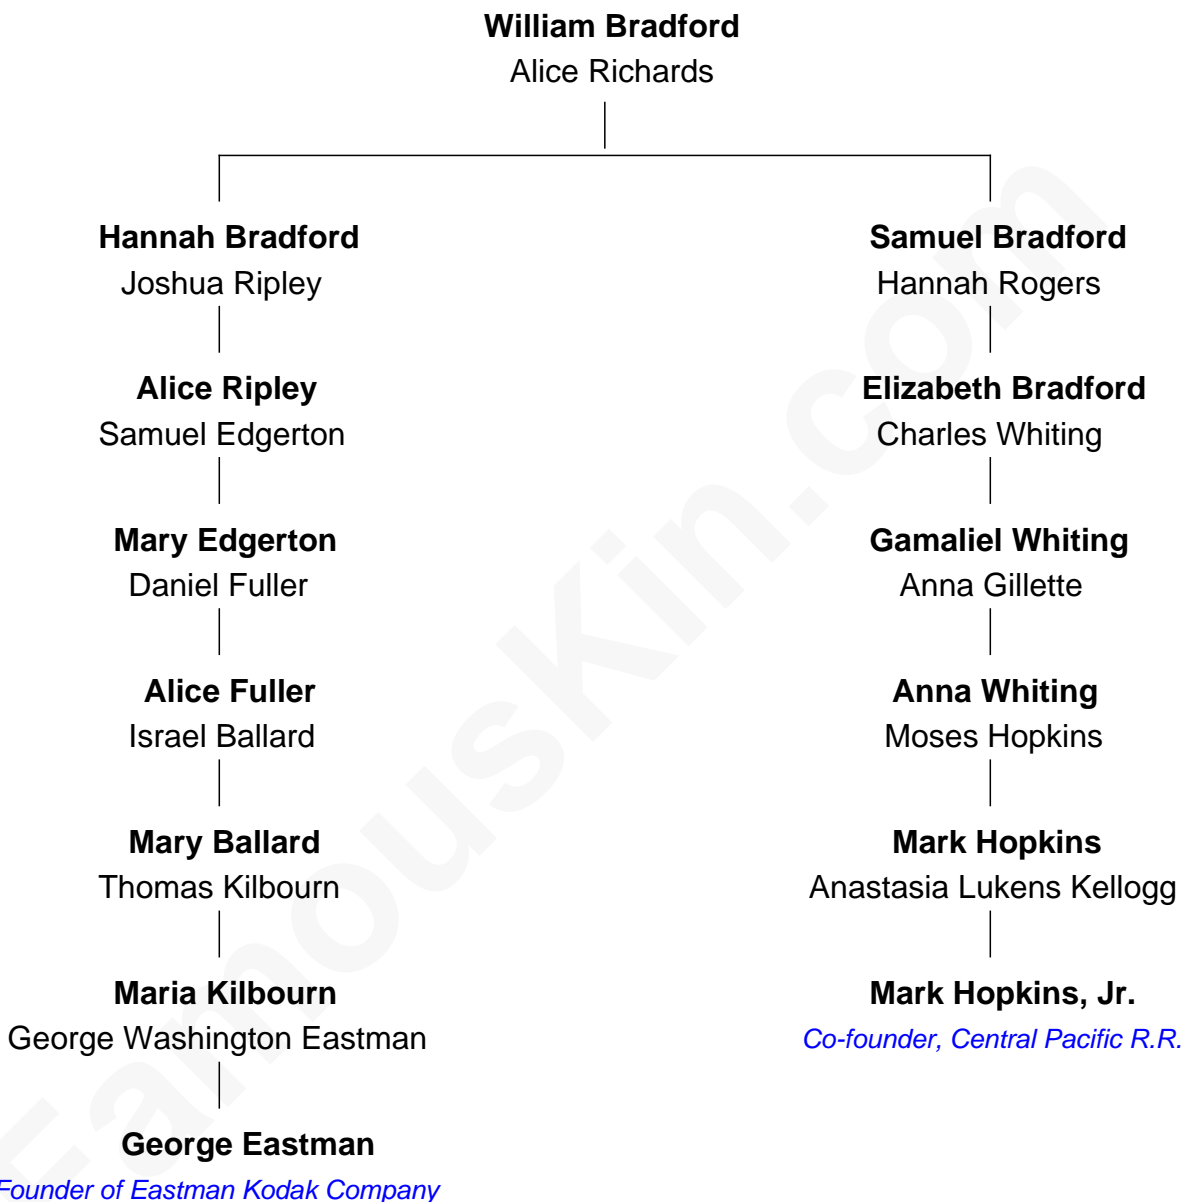 William Bradford
Alice Richards
Hannah Bradford
Joshua Ripley
Samuel Bradford
Hannah Rogers
Alice Ripley
Samuel Edgerton
Elizabeth Bradford
Charles Whiting
Mary Edgerton
Daniel Fuller
Gamaliel Whiting
Anna Gillette
Alice Fuller
Israel Ballard
Anna Whiting
Moses Hopkins
Mary Ballard
Thomas Kilbourn
Mark Hopkins
Anastasia Lukens Kellogg
Maria Kilbourn
George Washington Eastman
Mark Hopkins, Jr.
Co-founder, Central Pacific R.R.
George Eastman
Founder of Eastman Kodak Company
FamousKin.com